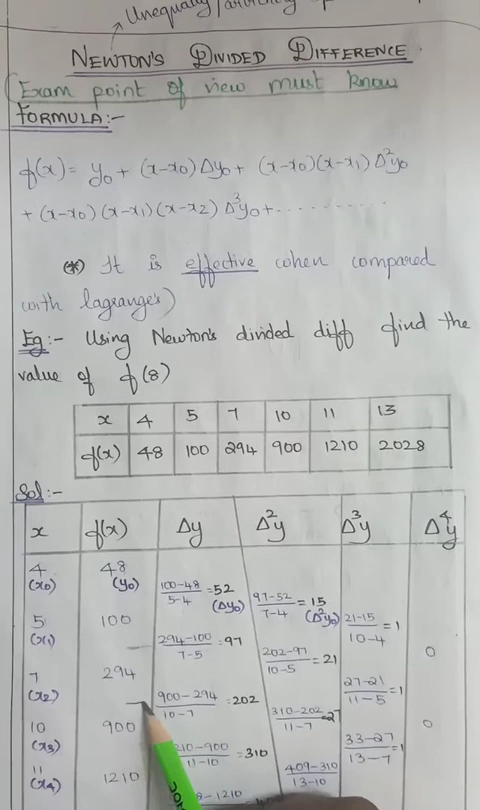 Unequally/
NEWTON'S DIVIDED DIFFERENCE.
(Exam point of view must know
FORMULA:-
f(x) = y₀ + (x-x₀) Δy₀ + (x-x₀)(x-x₁) Δ²y₀
+ (x-x₀) (x-x₁) (x-x₂) Δ³y₀ + ..........
(*) It is effective when compared
with lagrange's)
Eg:- Using Newton's divided diff find the
value of f(8)
x 4 5 7 10 11 13
f(x) 48 100 294 900 1210 2028
Sol:-
x f(x) Δy Δ²y Δ³y Δ⁴y
4 48
(x₀) (y₀)
100-48/5-4 = 52 (Δy₀)
97-52/7-4 = 15 (Δ²y₀)
5 100
(x₁)
21-15/10-4 = 1
294-100/7-5 = 97
202-97/10-5 = 21
0
7 294
(x₂)
27-21/11-5 = 1
900-294/10-7 = 202
310-202/11-7 = 27
0
10 900
(x₃)
33-27/13-7 = 1
210-900/11-10 = 310
409-310/13-10
11 1210
(x₄)
8-1210